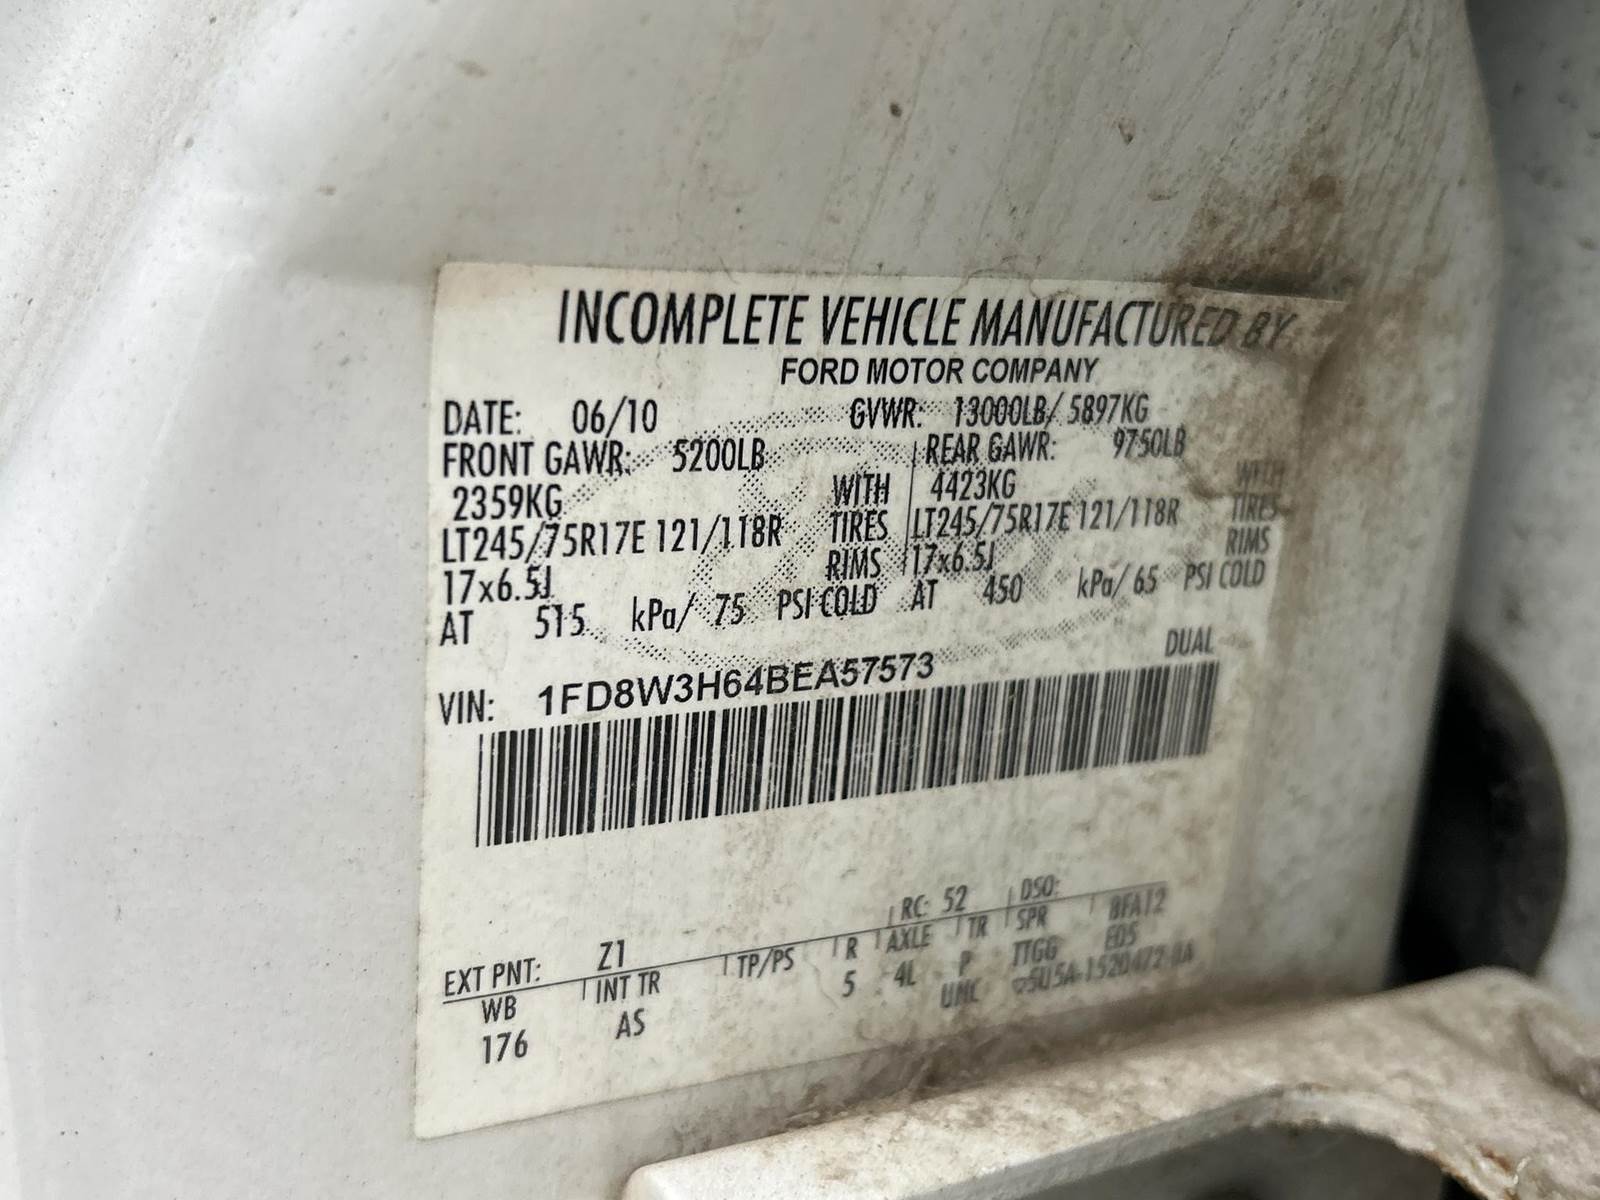 INCOMPLETE VEHICLE MANUFACTURED BY
FORD MOTOR COMPANY
DATE: 06/10 GVWR: 13000LB/ 5897KG
FRONT GAWR: 5200LB REAR GAWR: 9750LB
2359KG WITH 4423KG WITH
LT245/75R17E 121/118R TIRES LT245/75R17E 121/118R TIRES
17x6.5J RIMS 17x6.5J RIMS
AT 515 kPa/ 75 PSI COLD AT 450 kPa/ 65 PSI COLD
DUAL
VIN: 1FD8W3H64BEA57573
RC: 52 DSO:
EXT PNT: Z1 8FA12
WB INT TR TP/PS R AXLE TR SPR
176 AS 5 4L P TTGG EDS
UMC